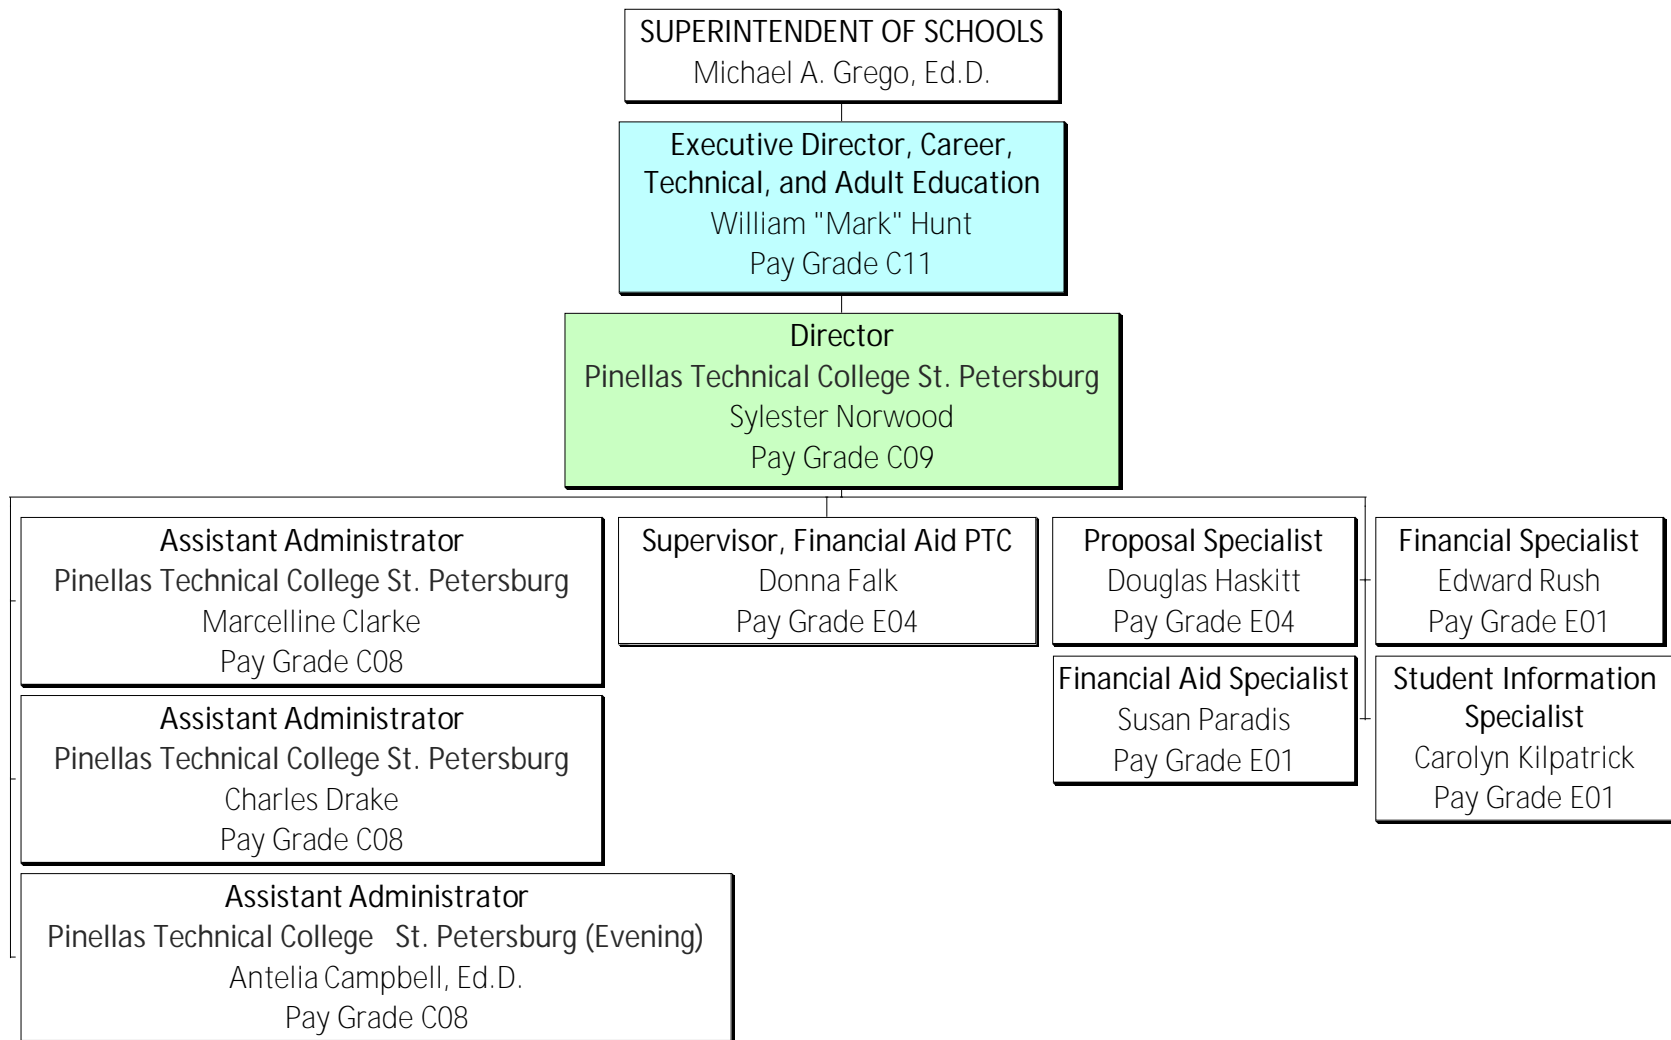 SUPERINTENDENT OF SCHOOLS
Michael A. Grego, Ed.D.
Executive Director, Career,
Technical, and Adult Education
William "Mark" Hunt
Pay Grade C11
Director
Pinellas Technical College St. Petersburg
Sylester Norwood
Pay Grade C09
Assistant Administrator
Pinellas Technical College St. Petersburg
Marcelline Clarke
Pay Grade C08
Assistant Administrator
Pinellas Technical College St. Petersburg
Charles Drake
Pay Grade C08
Assistant Administrator
Pinellas Technical College St. Petersburg (Evening)
Antelia Campbell, Ed.D.
Pay Grade C08
Supervisor, Financial Aid PTC
Donna Falk
Pay Grade E04
Proposal Specialist
Douglas Haskitt
Pay Grade E04
Financial Specialist
Edward Rush
Pay Grade E01
Financial Aid Specialist
Susan Paradis
Pay Grade E01
Student Information
Specialist
Carolyn Kilpatrick
Pay Grade E01